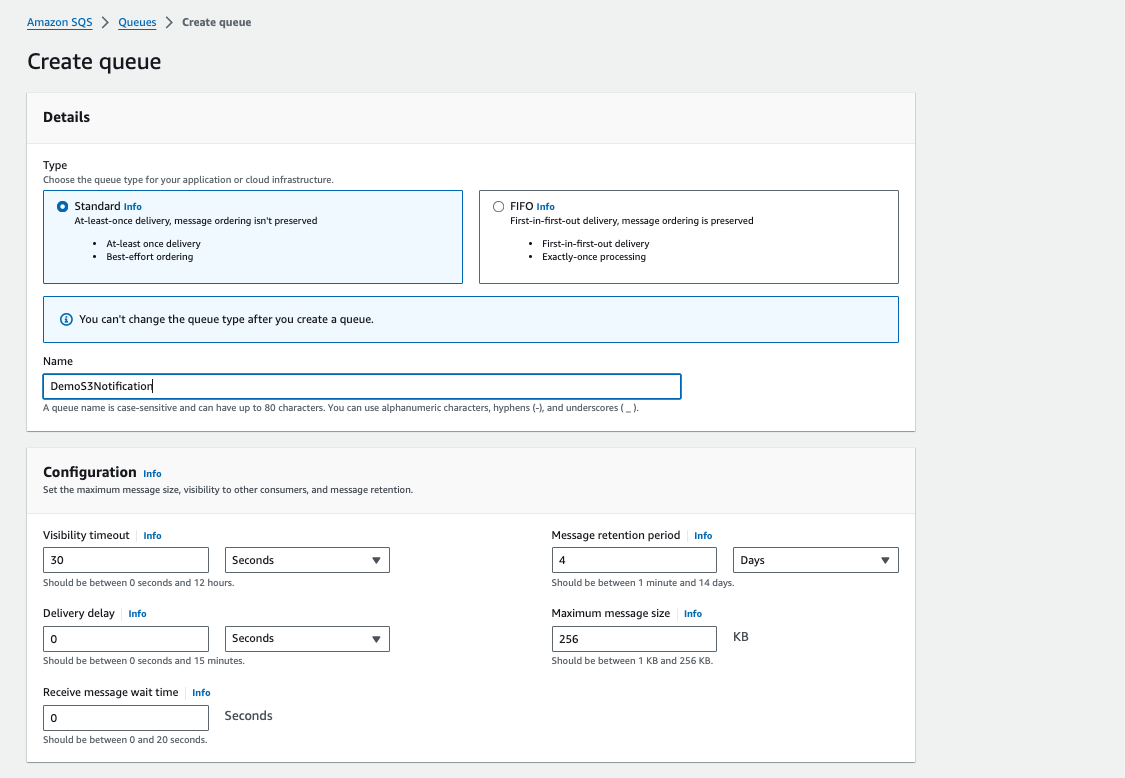 Amazon SQS > Queues > Create queue
Create queue
Details
Type
Choose the queue type for your application or cloud infrastructure.
Standard Info
At-least-once delivery, message ordering isn't preserved
• At-least once delivery
• Best-effort ordering
FIFO Info
First-in-first-out delivery, message ordering is preserved
• First-in-first-out delivery
• Exactly-once processing
You can't change the queue type after you create a queue.
Name
DemoS3Notification
A queue name is case-sensitive and can have up to 80 characters. You can use alphanumeric characters, hyphens (-), and underscores ( _ ).
Configuration Info
Set the maximum message size, visibility to other consumers, and message retention.
Visibility timeout Info
30 Seconds
Should be between 0 seconds and 12 hours.
Message retention period Info
4 Days
Should be between 1 minute and 14 days.
Delivery delay Info
0 Seconds
Should be between 0 seconds and 15 minutes.
Maximum message size Info
256 KB
Should be between 1 KB and 256 KB.
Receive message wait time Info
0 Seconds
Should be between 0 and 20 seconds.